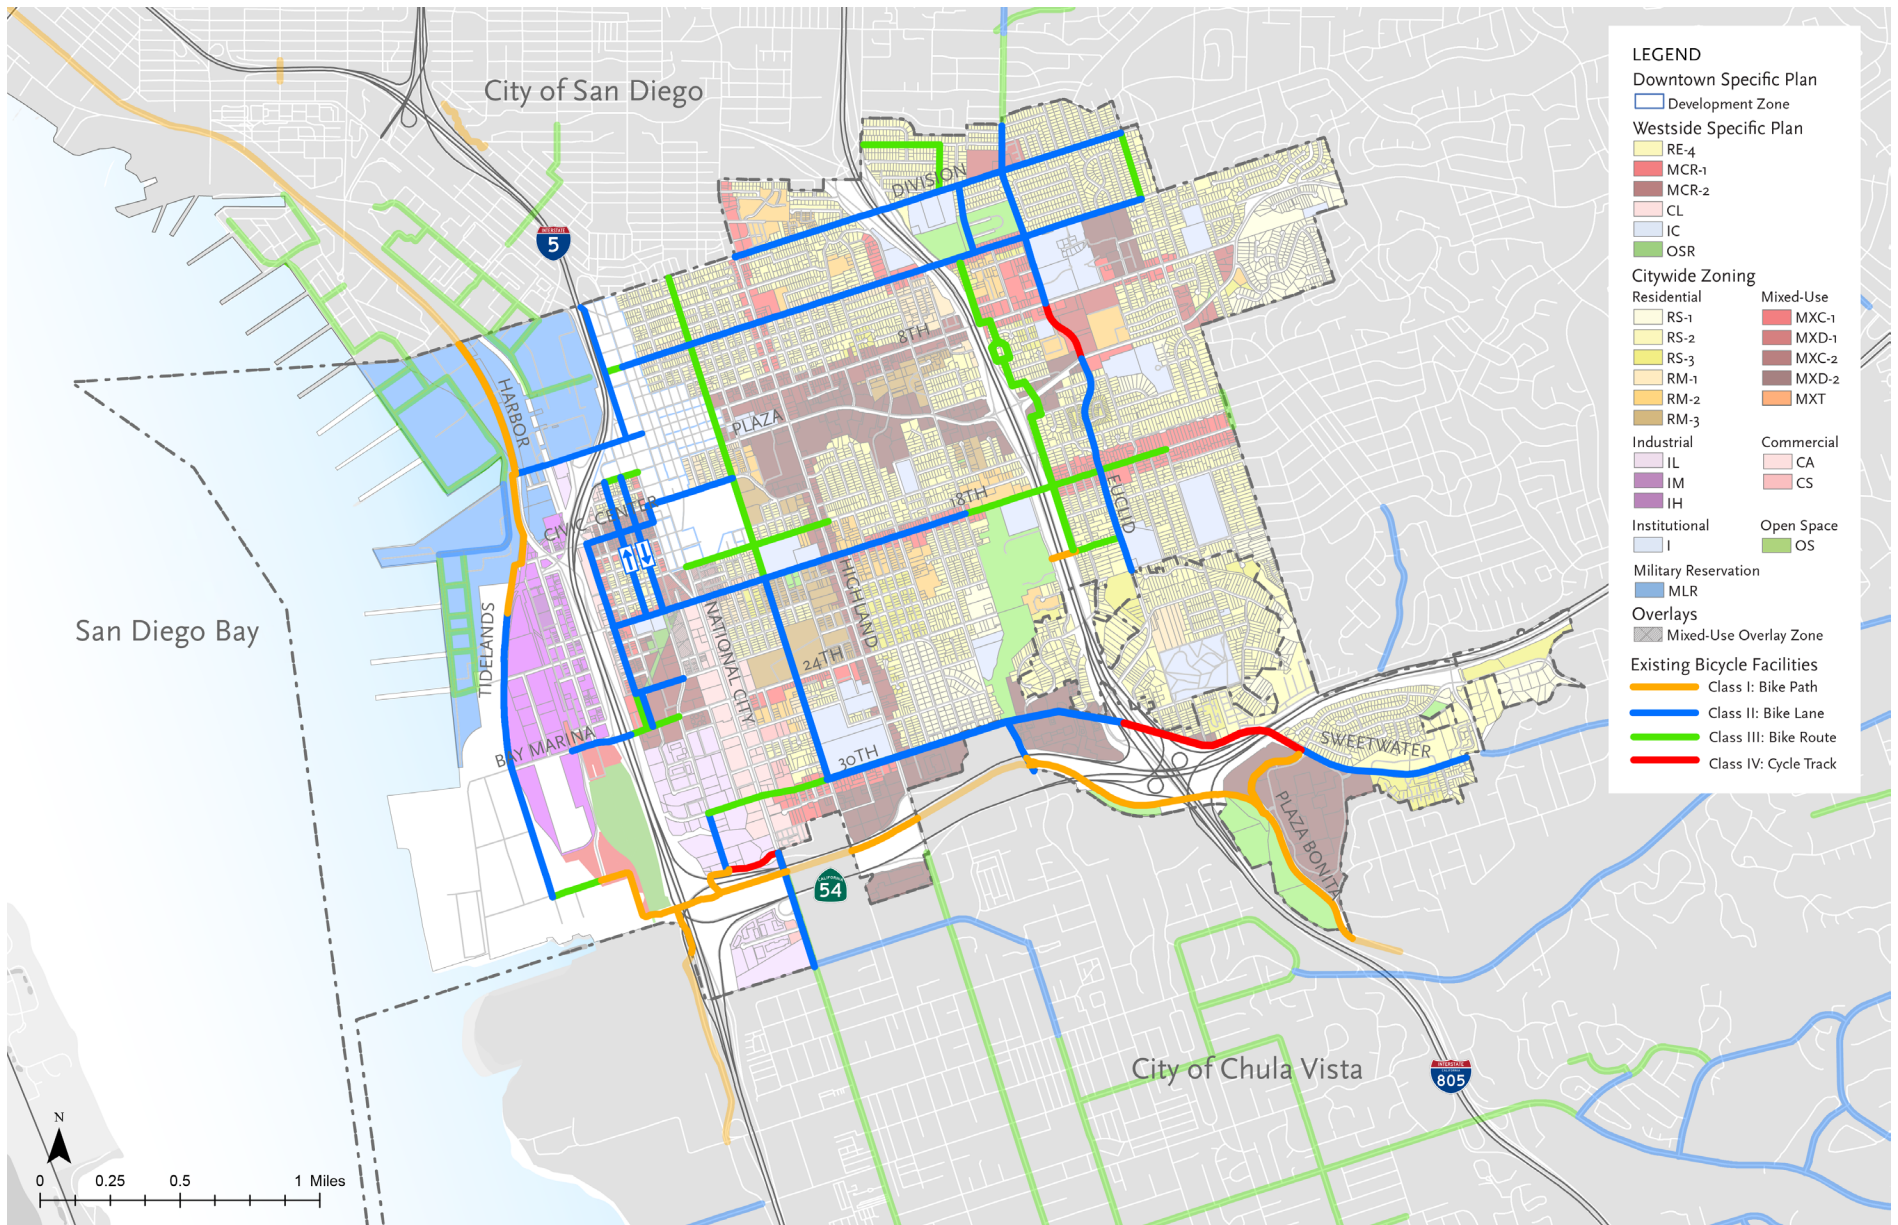 City of San Diego
INTERSTATE
5
DIVISION
8TH
HARBOR
PLAZA
18TH
EUCLID
CIVIC CENTER
San Diego Bay
TIDELANDS
NATIONAL CITY
HIGHLAND
24TH
BAY MARINA
30TH
SWEETWATER
PLAZA BONITA
CALIFORNIA
54
City of Chula Vista
INTERSTATE
CALIFORNIA
805
N
0 0.25 0.5 1 Miles
LEGEND
Downtown Specific Plan
Development Zone
Westside Specific Plan
RE-4
MCR-1
MCR-2
CL
IC
OSR
Citywide Zoning
Residential
RS-1
RS-2
RS-3
RM-1
RM-2
RM-3
Mixed-Use
MXC-1
MXD-1
MXC-2
MXD-2
MXT
Industrial
IL
IM
IH
Commercial
CA
CS
Institutional
I
Open Space
OS
Military Reservation
MLR
Overlays
Mixed-Use Overlay Zone
Existing Bicycle Facilities
Class I: Bike Path
Class II: Bike Lane
Class III: Bike Route
Class IV: Cycle Track